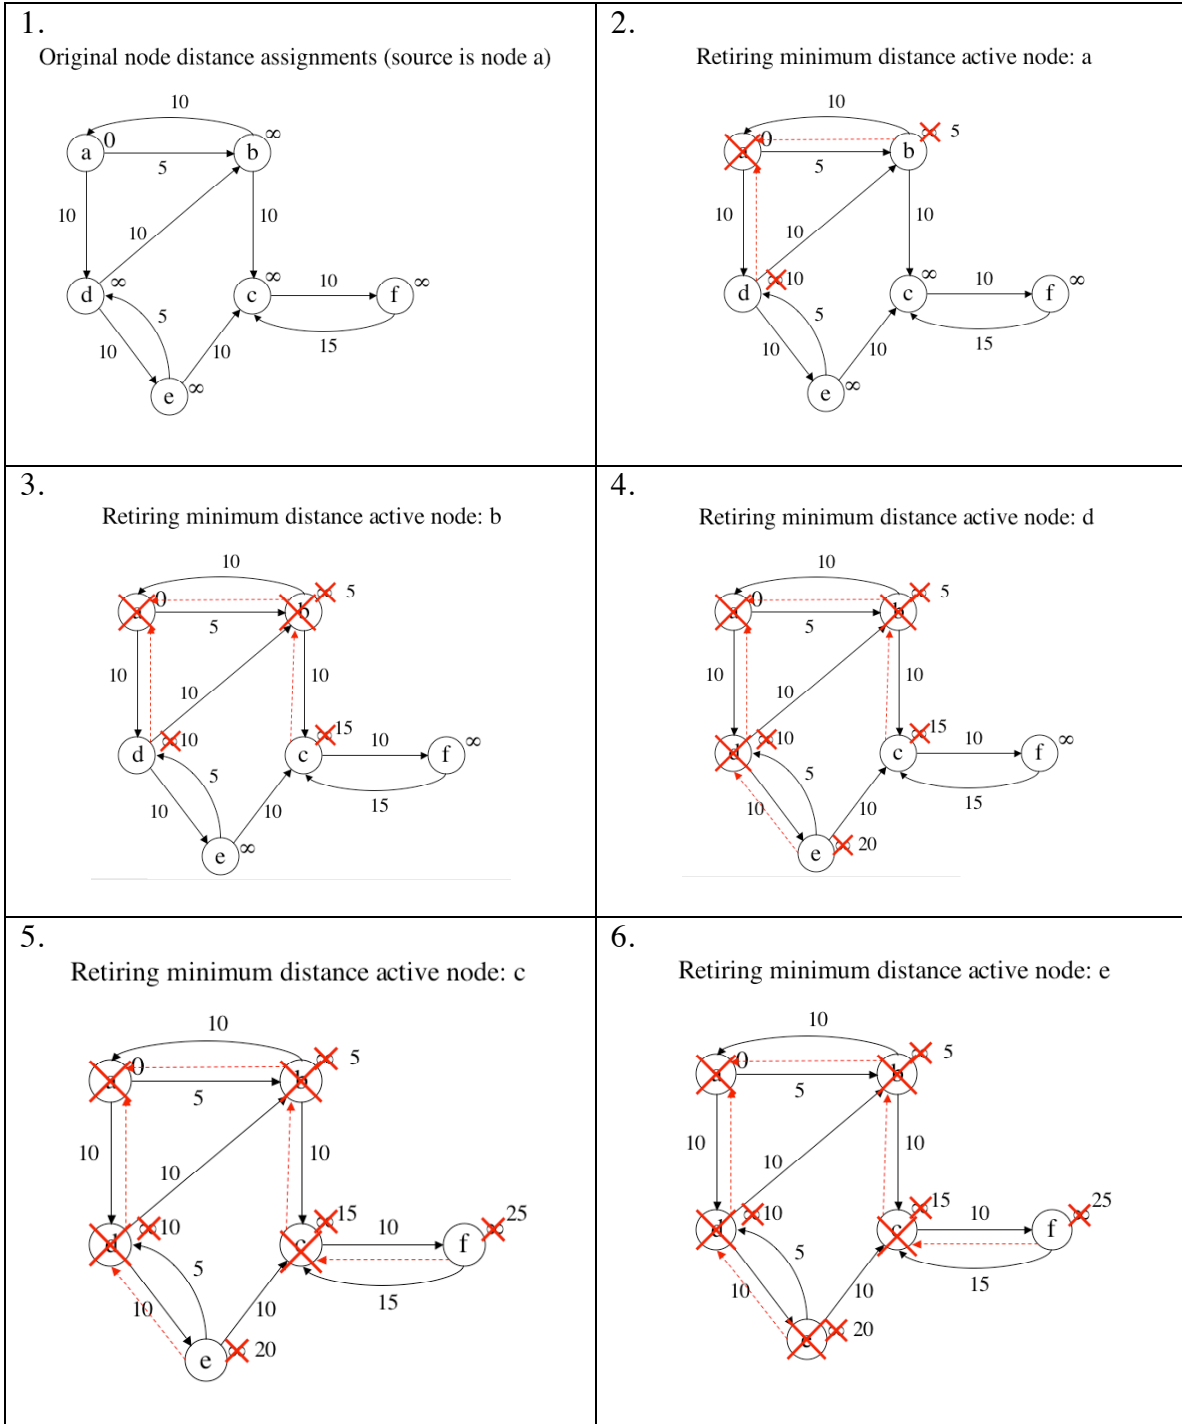 1.
Original node distance assignments (source is node a)
10
a 0 b ∞
5
10 10 10
d ∞ c ∞ 10 f ∞
5
10 10 15
e ∞
2.
Retiring minimum distance active node: a
10
a 0 b ∞ 5
5
10 10 10
d ∞ 10 c ∞ 10 f ∞
5
10 10 15
e ∞
3.
Retiring minimum distance active node: b
10
a 0 b ∞ 5
5
10 10 10
d ∞ 10 c ∞ 15 10 f ∞
5
10 10 15
e ∞
4.
Retiring minimum distance active node: d
10
a 0 b ∞ 5
5
10 10 10
d ∞ 10 c ∞ 15 10 f ∞
5
10 10 15
e ∞ 20
5.
Retiring minimum distance active node: c
10
a 0 b ∞ 5
5
10 10 10
d ∞ 10 c ∞ 15 10 f ∞ 25
5
10 10 15
e ∞ 20
6.
Retiring minimum distance active node: e
10
a 0 b ∞ 5
5
10 10 10
d ∞ 10 c ∞ 15 10 f ∞ 25
5
10 10 15
e ∞ 20